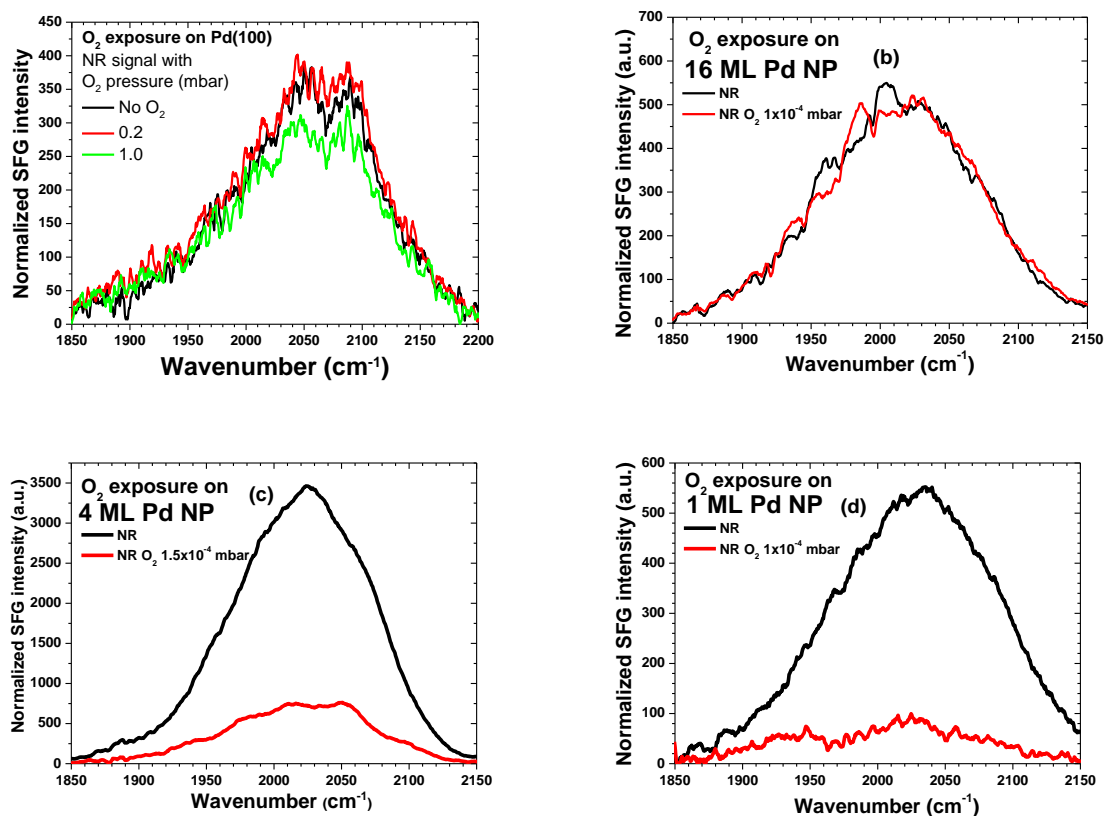 O₂ exposure on Pd(100)
NR signal with
O₂ pressure (mbar)
No O₂
0.2
1.0
Normalized SFG intensity
450
400
350
300
250
200
150
100
50
0
1850 1900 1950 2000 2050 2100 2150 2200
Wavenumber (cm⁻¹)
O₂ exposure on (b)
16 ML Pd NP
NR
NR O₂ 1x10⁻⁴ mbar
Normalized SFG intensity (a.u.)
700
600
500
400
300
200
100
0
1850 1900 1950 2000 2050 2100 2150
Wavenumber (cm⁻¹)
O₂ exposure on (c)
4 ML Pd NP
NR
NR O₂ 1.5x10⁻⁴ mbar
Normalized SFG intensity (a.u.)
3500
3000
2500
2000
1500
1000
500
0
1850 1900 1950 2000 2050 2100 2150
Wavenumber (cm⁻¹)
O₂ exposure on
1 ML Pd NP (d)
NR
NR O₂ 1x10⁻⁴ mbar
Normalized SFG intensity (a.u.)
600
500
400
300
200
100
0
1850 1900 1950 2000 2050 2100 2150
Wavenumber (cm⁻¹)